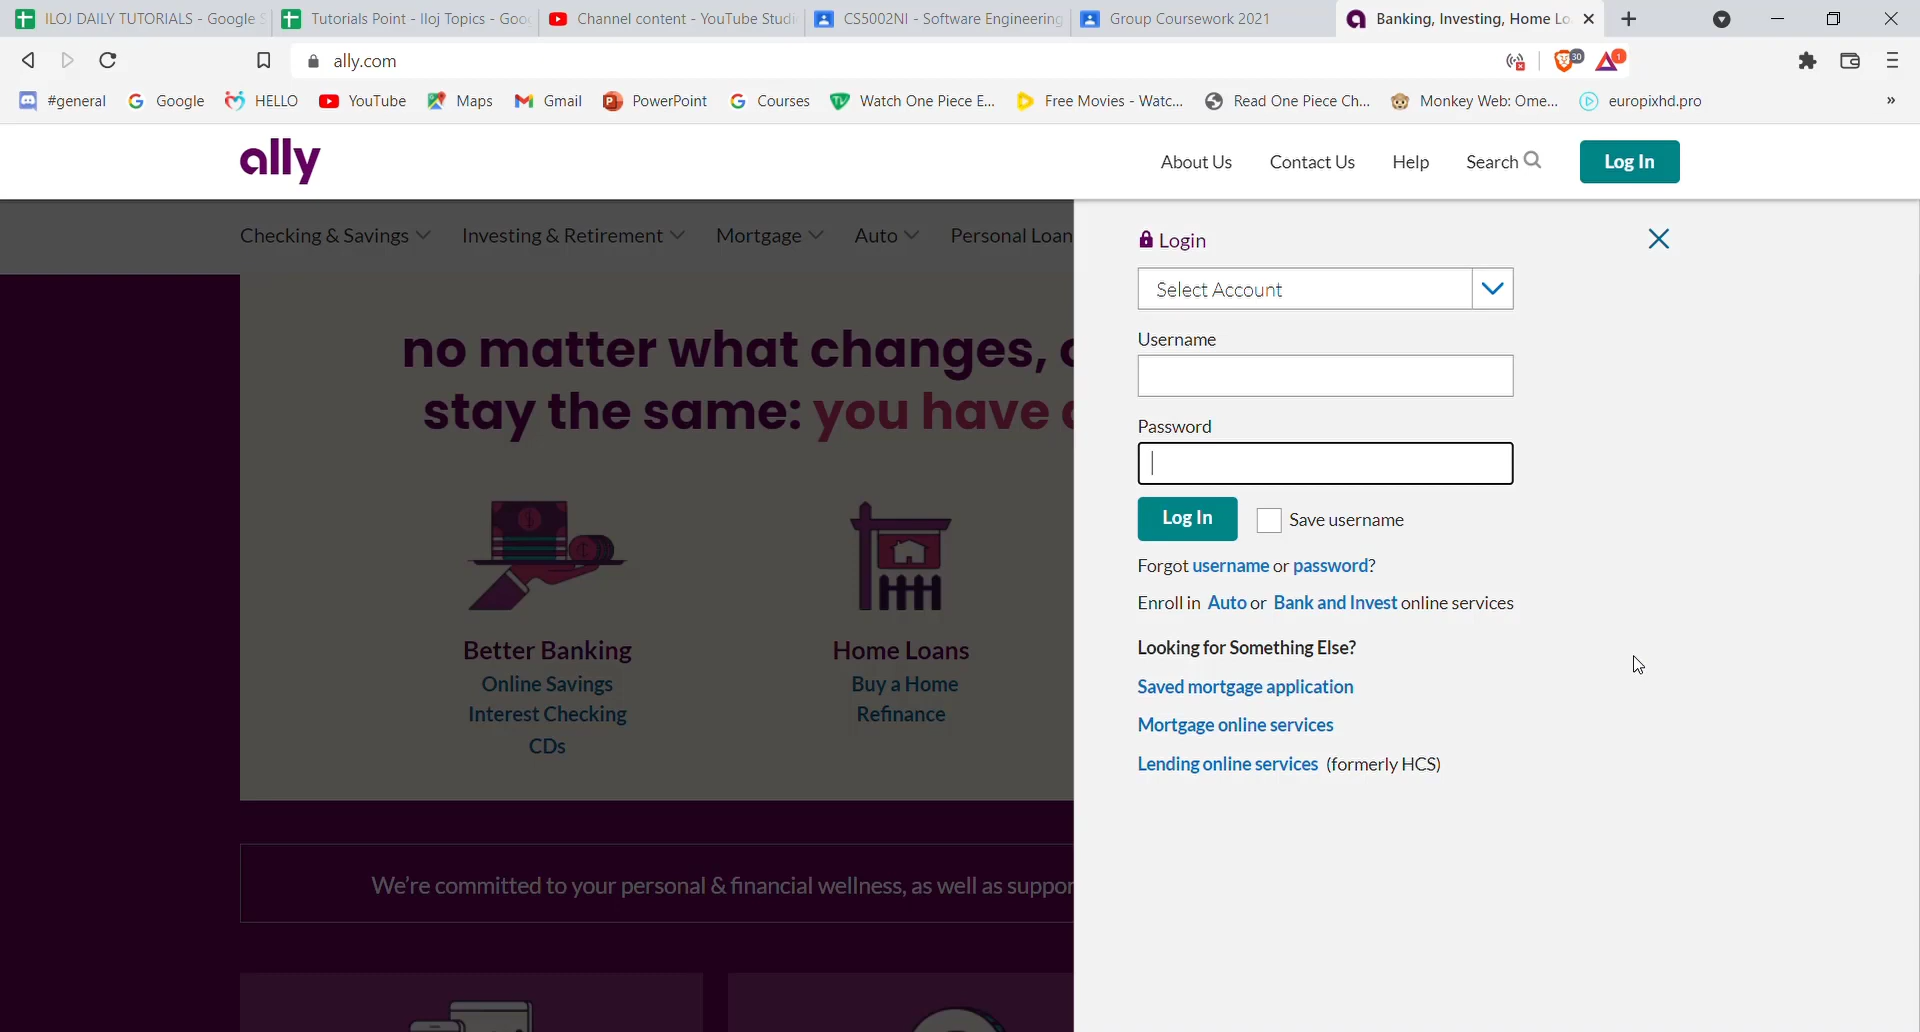 ILOJ DAILY TUTORIALS - Google S
Tutorials Point - Iloj Topics - Goo
Channel content - YouTube Studi
CS5002NI - Software Engineering
Group Coursework 2021
Banking, Investing, Home Lo
ally.com
30
1
#general
Google
HELLO
YouTube
Maps
Gmail
PowerPoint
Courses
Watch One Piece E...
Free Movies - Watc...
Read One Piece Ch...
Monkey Web: Ome...
europixhd.pro
»
ally
About Us
Contact Us
Help
Search
Log In
Checking & Savings
Investing & Retirement
Mortgage
Auto
Personal Loan
no matter what changes,
stay the same: you have
Better Banking
Online Savings
Interest Checking
CDs
Home Loans
Buy a Home
Refinance
We're committed to your personal & financial wellness, as well as suppor
Login
Select Account
Username
Password
Log In
Save username
Forgot username or password?
Enroll in Auto or Bank and Invest online services
Looking for Something Else?
Saved mortgage application
Mortgage online services
Lending online services (formerly HCS)